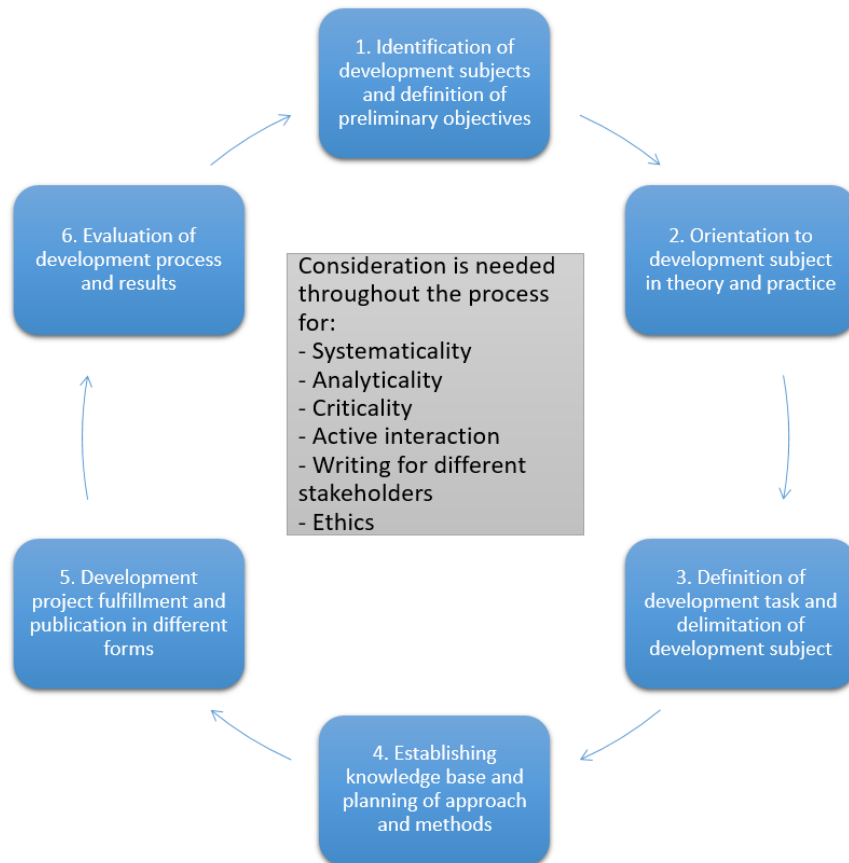 1. Identification of
development subjects
and definition of
preliminary objectives
2. Orientation to
development subject
in theory and practice
3. Definition of
development task and
delimitation of
development subject
4. Establishing
knowledge base and
planning of approach
and methods
5. Development
project fulfillment and
publication in different
forms
6. Evaluation of
development process
and results
Consideration is needed
throughout the process
for:
- Systematicality
- Analyticality
- Criticality
- Active interaction
- Writing for different
stakeholders
- Ethics